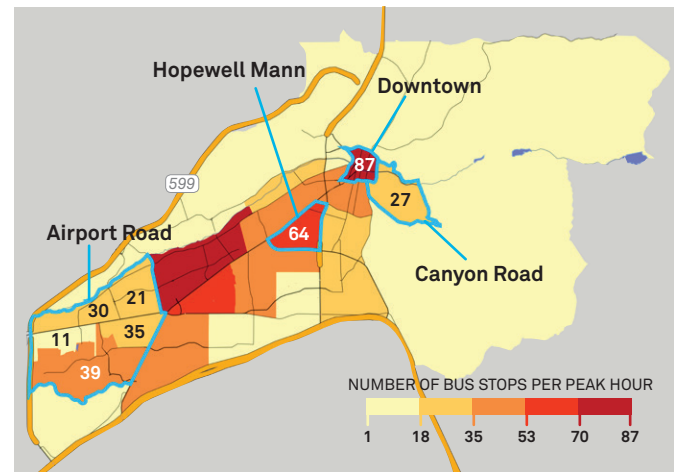 Hopewell Mann
Downtown
87
599
27
64
Airport Road
Canyon Road
21
30
35
11
39
NUMBER OF BUS STOPS PER PEAK HOUR
1 18 35 53 70 87